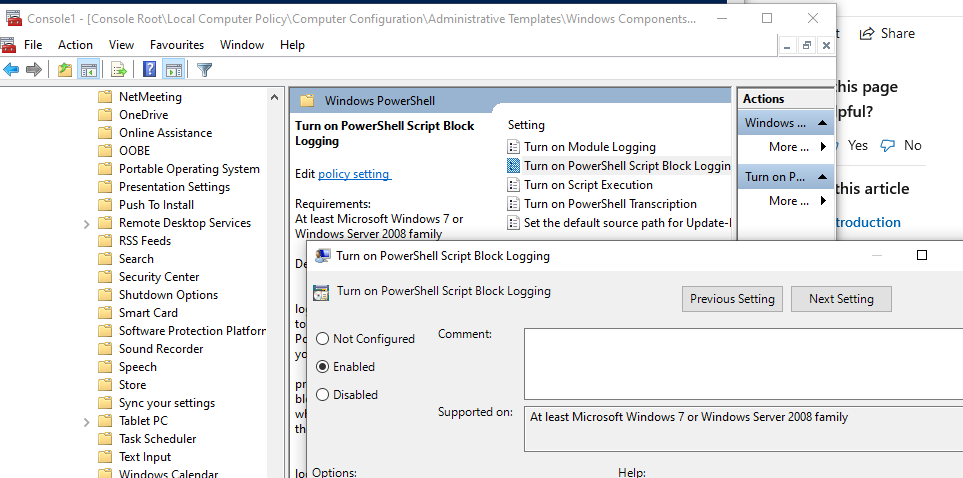 Console1 - [Console Root\Local Computer Policy\Computer Configuration\Administrative Templates\Windows Components...
File Action View Favourites Window Help
NetMeeting
OneDrive
Online Assistance
OOBE
Portable Operating System
Presentation Settings
Push To Install
Remote Desktop Services
RSS Feeds
Search
Security Center
Shutdown Options
Smart Card
Software Protection Platforr
Sound Recorder
Speech
Store
Sync your settings
Tablet PC
Task Scheduler
Text Input
Windows Calendar
Windows PowerShell
Turn on PowerShell Script Block
Logging
Edit policy setting
Requirements:
At least Microsoft Windows 7 or
Windows Server 2008 family
De
lo
to
Po
yo
pr
blo
wh
th
lo
Setting
Turn on Module Logging
Turn on PowerShell Script Block Loggin
Turn on Script Execution
Turn on PowerShell Transcription
Set the default source path for Update-
Actions
Windows ...
More ...
Turn on P...
More ...
Share
this page
lpful?
Yes No
this article
troduction
Turn on PowerShell Script Block Logging
Turn on PowerShell Script Block Logging
Previous Setting
Next Setting
Not Configured
Enabled
Disabled
Comment:
Supported on:
At least Microsoft Windows 7 or Windows Server 2008 family
Options:
Help: